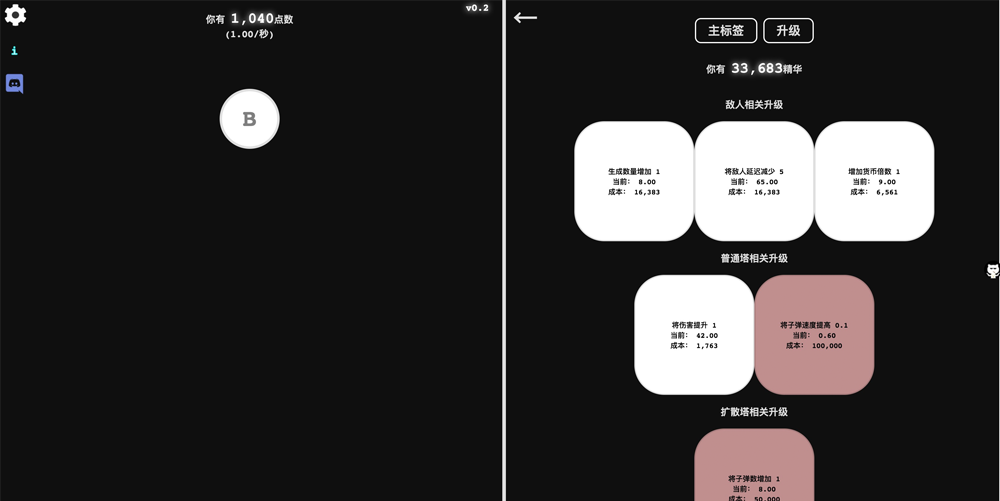 v0.2
你有 1,040点数
(1.00/秒)
i
B
主标签
升级
你有 33,683精华
敌人相关升级
生成数量增加 1
当前: 8.00
成本: 16,383
将敌人延迟减少 5
当前: 65.00
成本: 16,383
增加货币倍数 1
当前: 9.00
成本: 6,561
普通塔相关升级
将伤害提升 1
当前: 42.00
成本: 1,763
将子弹速度提高 0.1
当前: 0.60
成本: 100,000
扩散塔相关升级
将子弹数增加 1
当前: 8.00
成本: 50,000